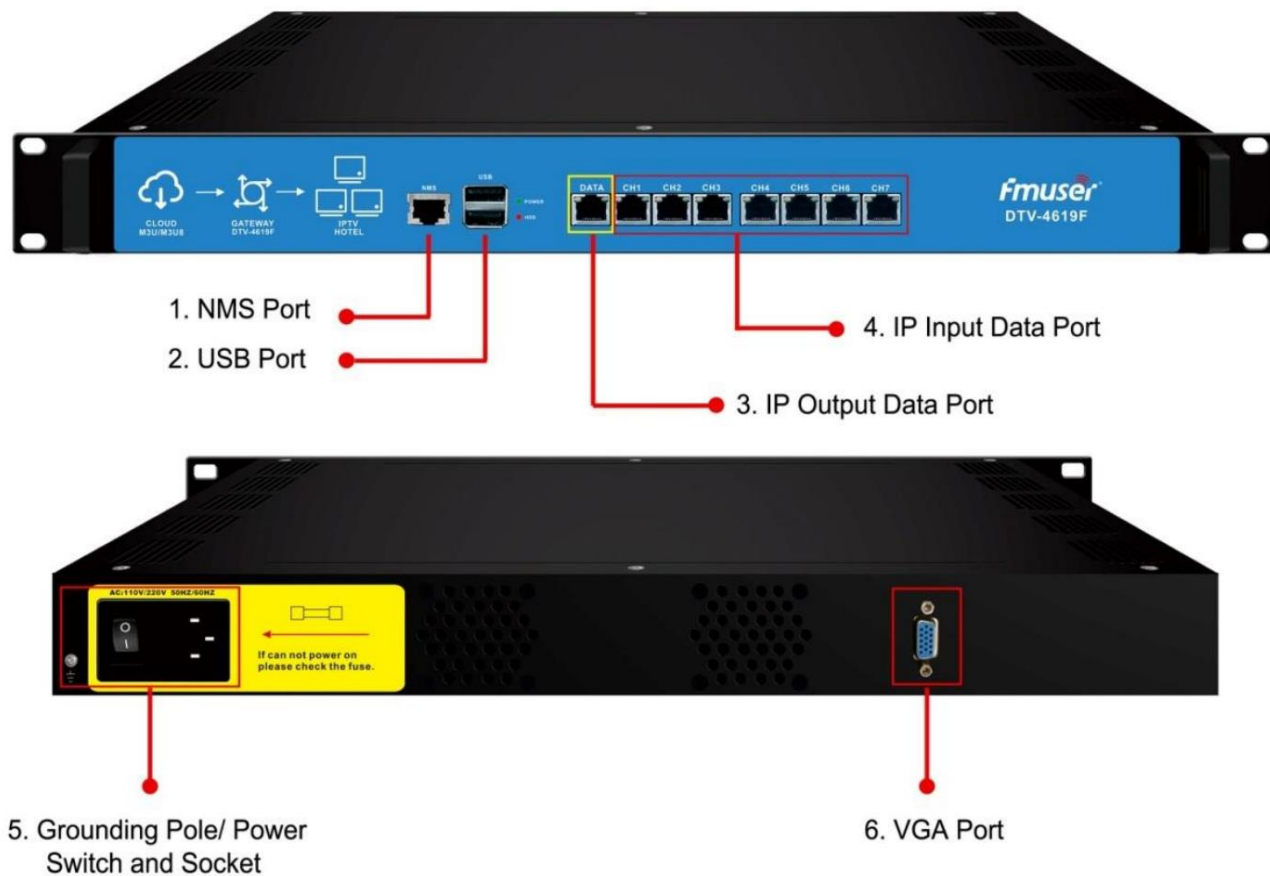 CLOUD
M3U/M3U8
GATEWAY
DTV-4619F
IPTV
HOTEL
NMS
USB
POWER
HDD
DATA CH1 CH2 CH3 CH4 CH5 CH6 CH7
Fmuser
DTV-4619F
1. NMS Port
2. USB Port
4. IP Input Data Port
3. IP Output Data Port
AC:110V/220V 50HZ/60HZ
If can not power on
please check the fuse.
5. Grounding Pole/ Power
Switch and Socket
6. VGA Port